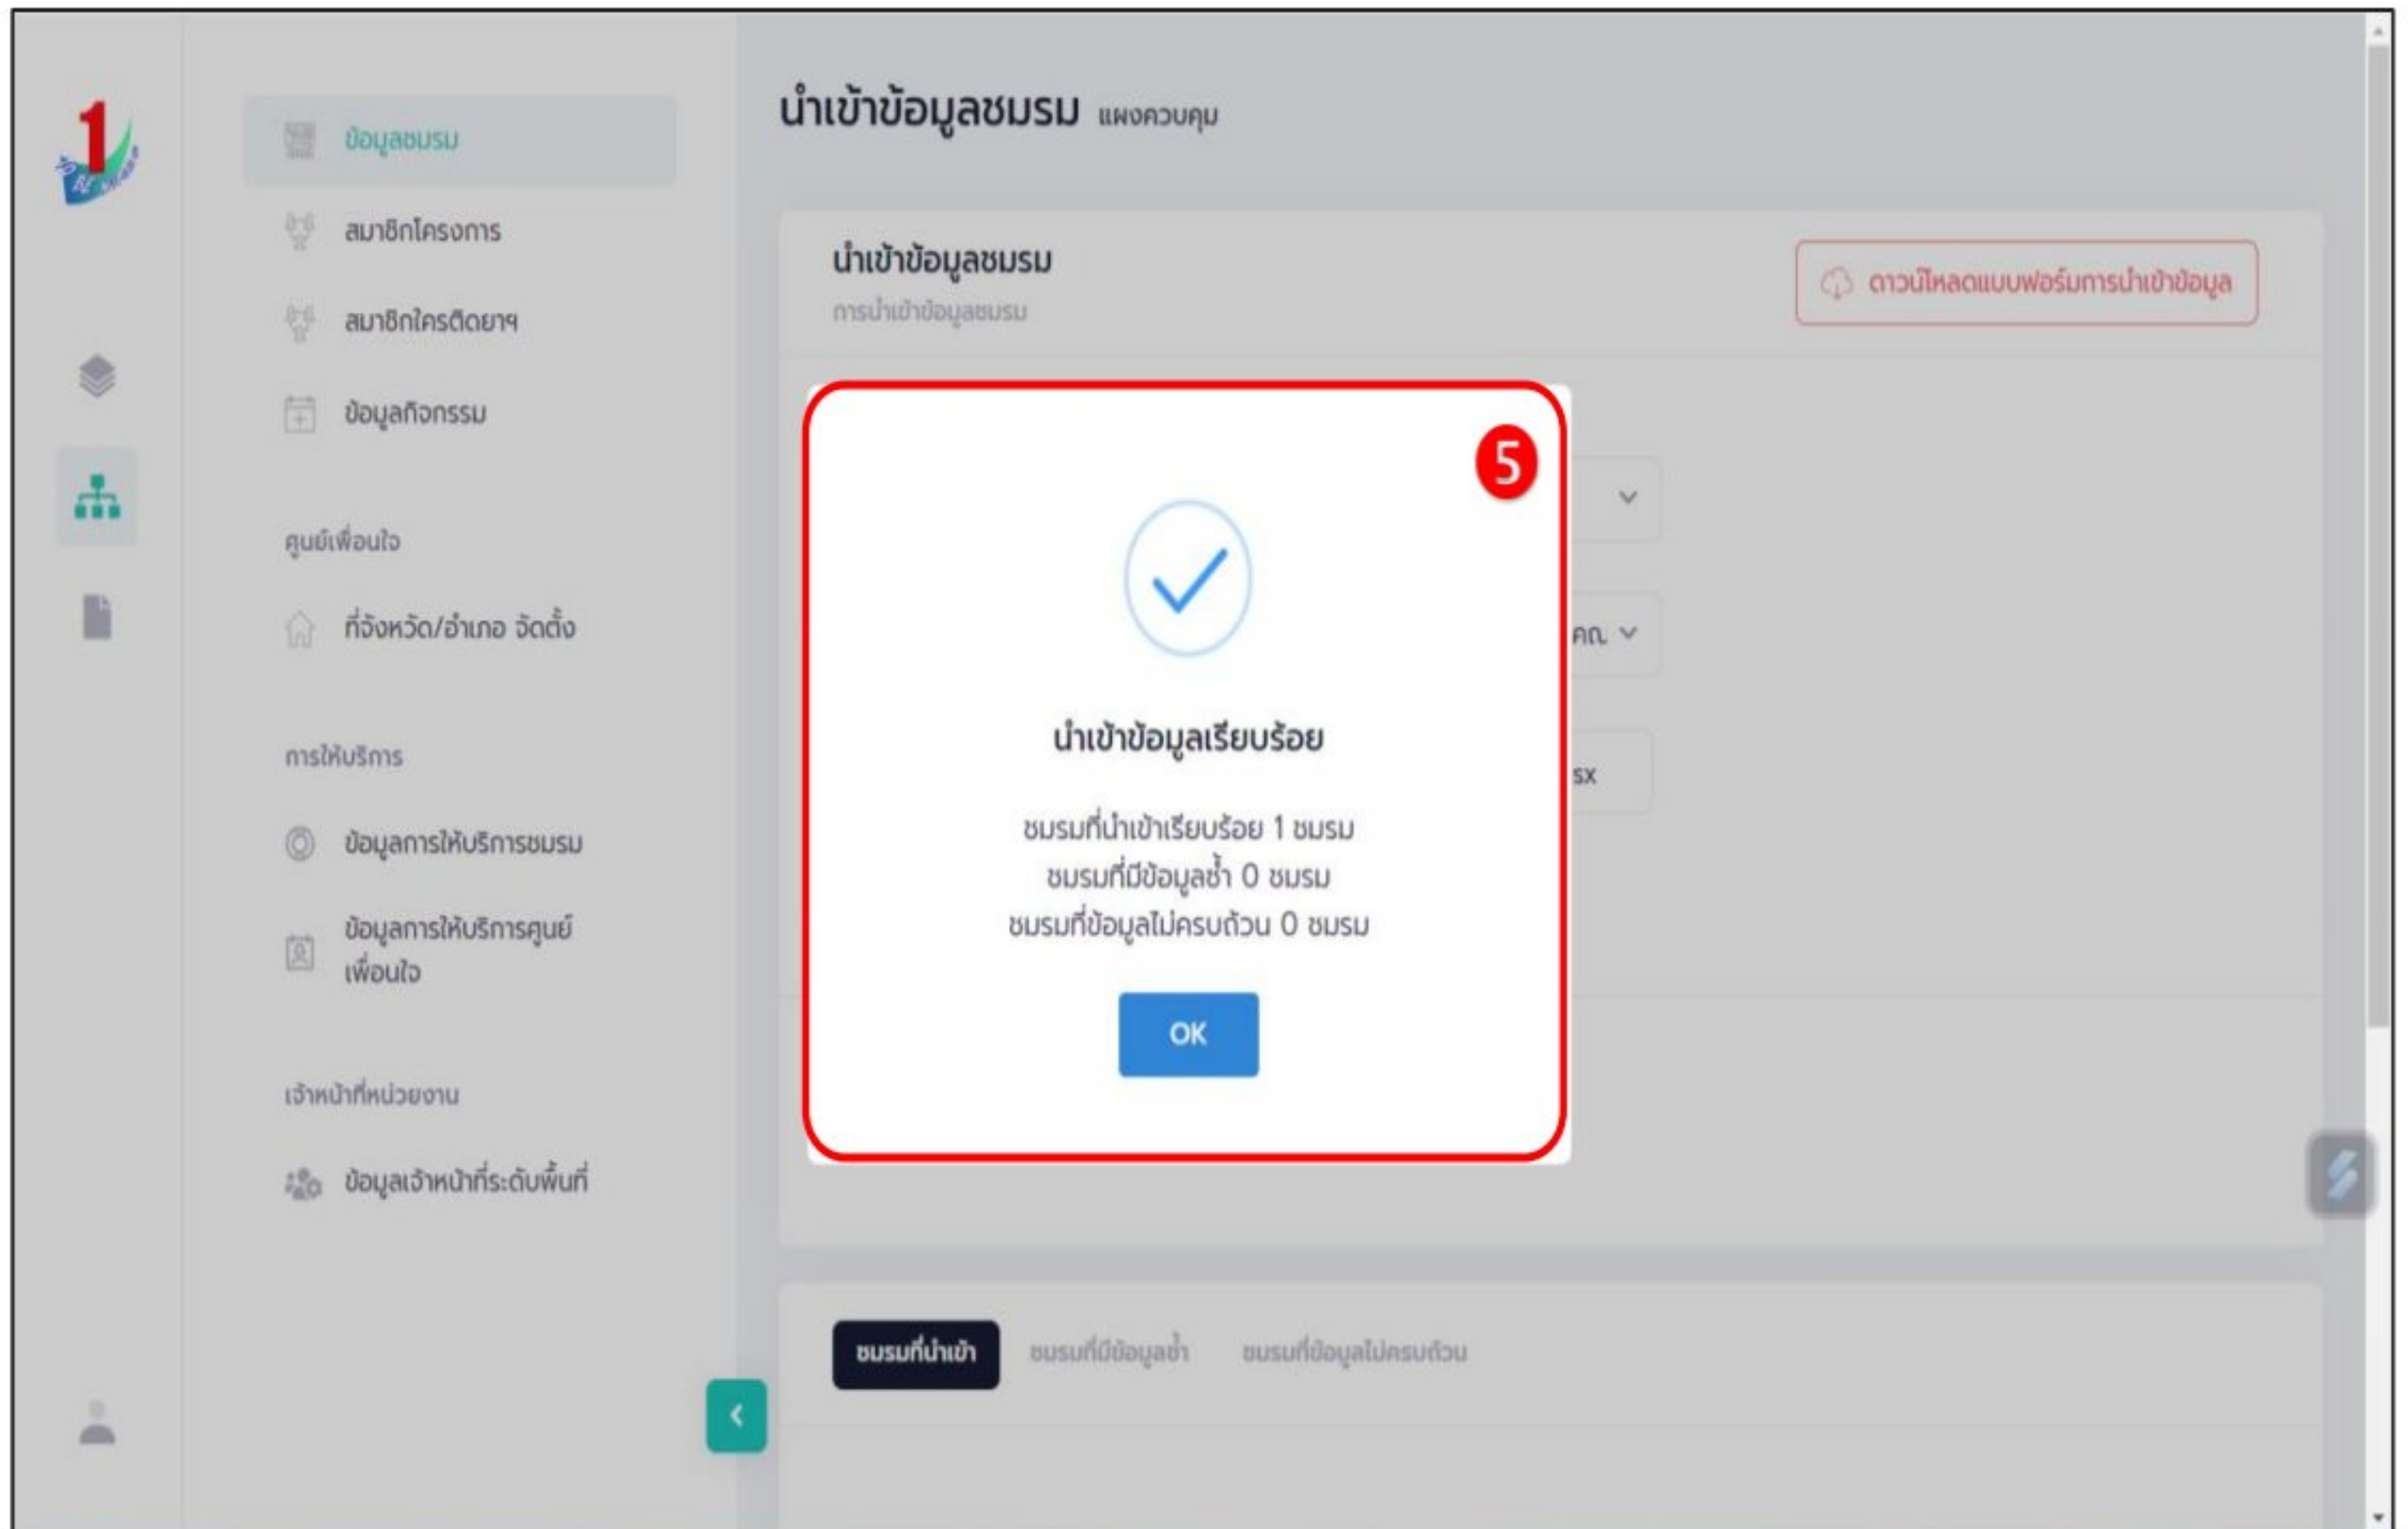 1
ข้อมูลชมรม
สมาชิกโครงการ
สมาชิกใครติดยาฯ
ข้อมูลกิจกรรม
ศูนย์เพื่อนใจ
ที่จังหวัด/อำเภอ จัดตั้ง
การให้บริการ
ข้อมูลการให้บริการชมรม
ข้อมูลการให้บริการศูนย์
เพื่อนใจ
เจ้าหน้าที่หน่วยงาน
ข้อมูลเจ้าหน้าที่ระดับพื้นที่
นำเข้าข้อมูลชมรม แผงควบคุม
นำเข้าข้อมูลชมรม
การนำเข้าข้อมูลชมรม
ดาวน์โหลดแบบฟอร์มการนำเข้าข้อมูล
5
คณ.
sx
นำเข้าข้อมูลเรียบร้อย
ชมรมที่นำเข้าเรียบร้อย 1 ชมรม
ชมรมที่มีข้อมูลซ้ำ 0 ชมรม
ชมรมที่ข้อมูลไม่ครบถ้วน 0 ชมรม
OK
ชมรมที่นำเข้า ชมรมที่มีข้อมูลซ้ำ ชมรมที่ข้อมูลไม่ครบถ้วน